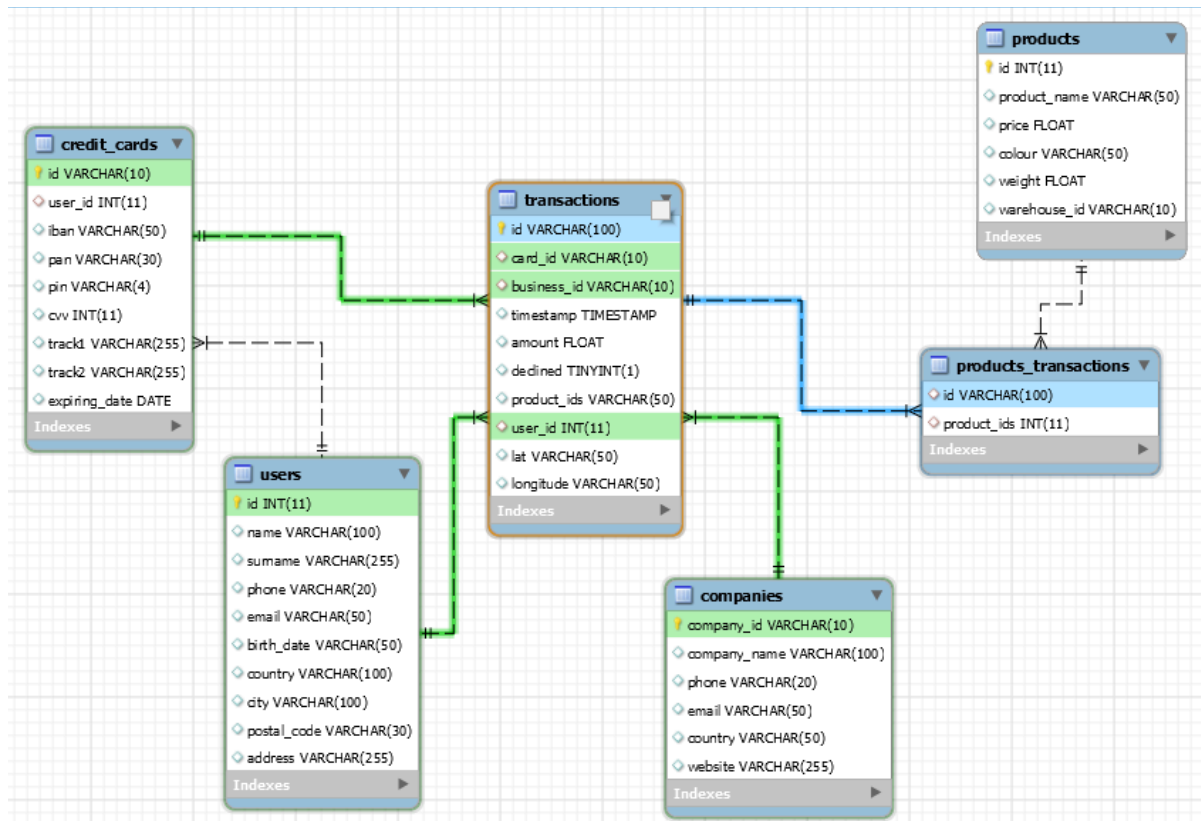 products
id INT(11)
product_name VARCHAR(50)
price FLOAT
colour VARCHAR(50)
weight FLOAT
warehouse_id VARCHAR(10)
Indexes
credit_cards
id VARCHAR(10)
user_id INT(11)
iban VARCHAR(50)
pan VARCHAR(30)
pin VARCHAR(4)
cvv INT(11)
track1 VARCHAR(255)
track2 VARCHAR(255)
expiring_date DATE
Indexes
transactions
id VARCHAR(100)
card_id VARCHAR(10)
business_id VARCHAR(10)
timestamp TIMESTAMP
amount FLOAT
declined TINYINT(1)
product_ids VARCHAR(50)
user_id INT(11)
lat VARCHAR(50)
longitude VARCHAR(50)
Indexes
products_transactions
id VARCHAR(100)
product_ids INT(11)
Indexes
users
id INT(11)
name VARCHAR(100)
surname VARCHAR(255)
phone VARCHAR(20)
email VARCHAR(50)
birth_date VARCHAR(50)
country VARCHAR(100)
city VARCHAR(100)
postal_code VARCHAR(30)
address VARCHAR(255)
Indexes
companies
company_id VARCHAR(10)
company_name VARCHAR(100)
phone VARCHAR(20)
email VARCHAR(50)
country VARCHAR(50)
website VARCHAR(255)
Indexes